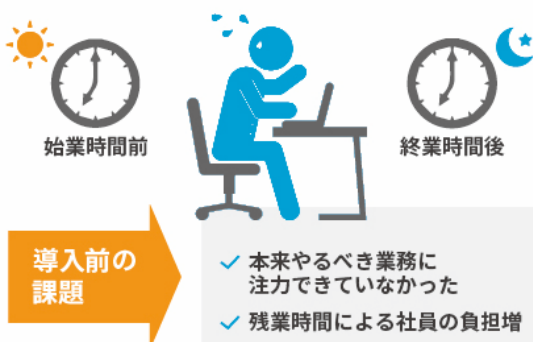 始業時間前
終業時間後
導入前の
課題
本来やるべき業務に
注力できていなかった
残業時間による社員の負担増